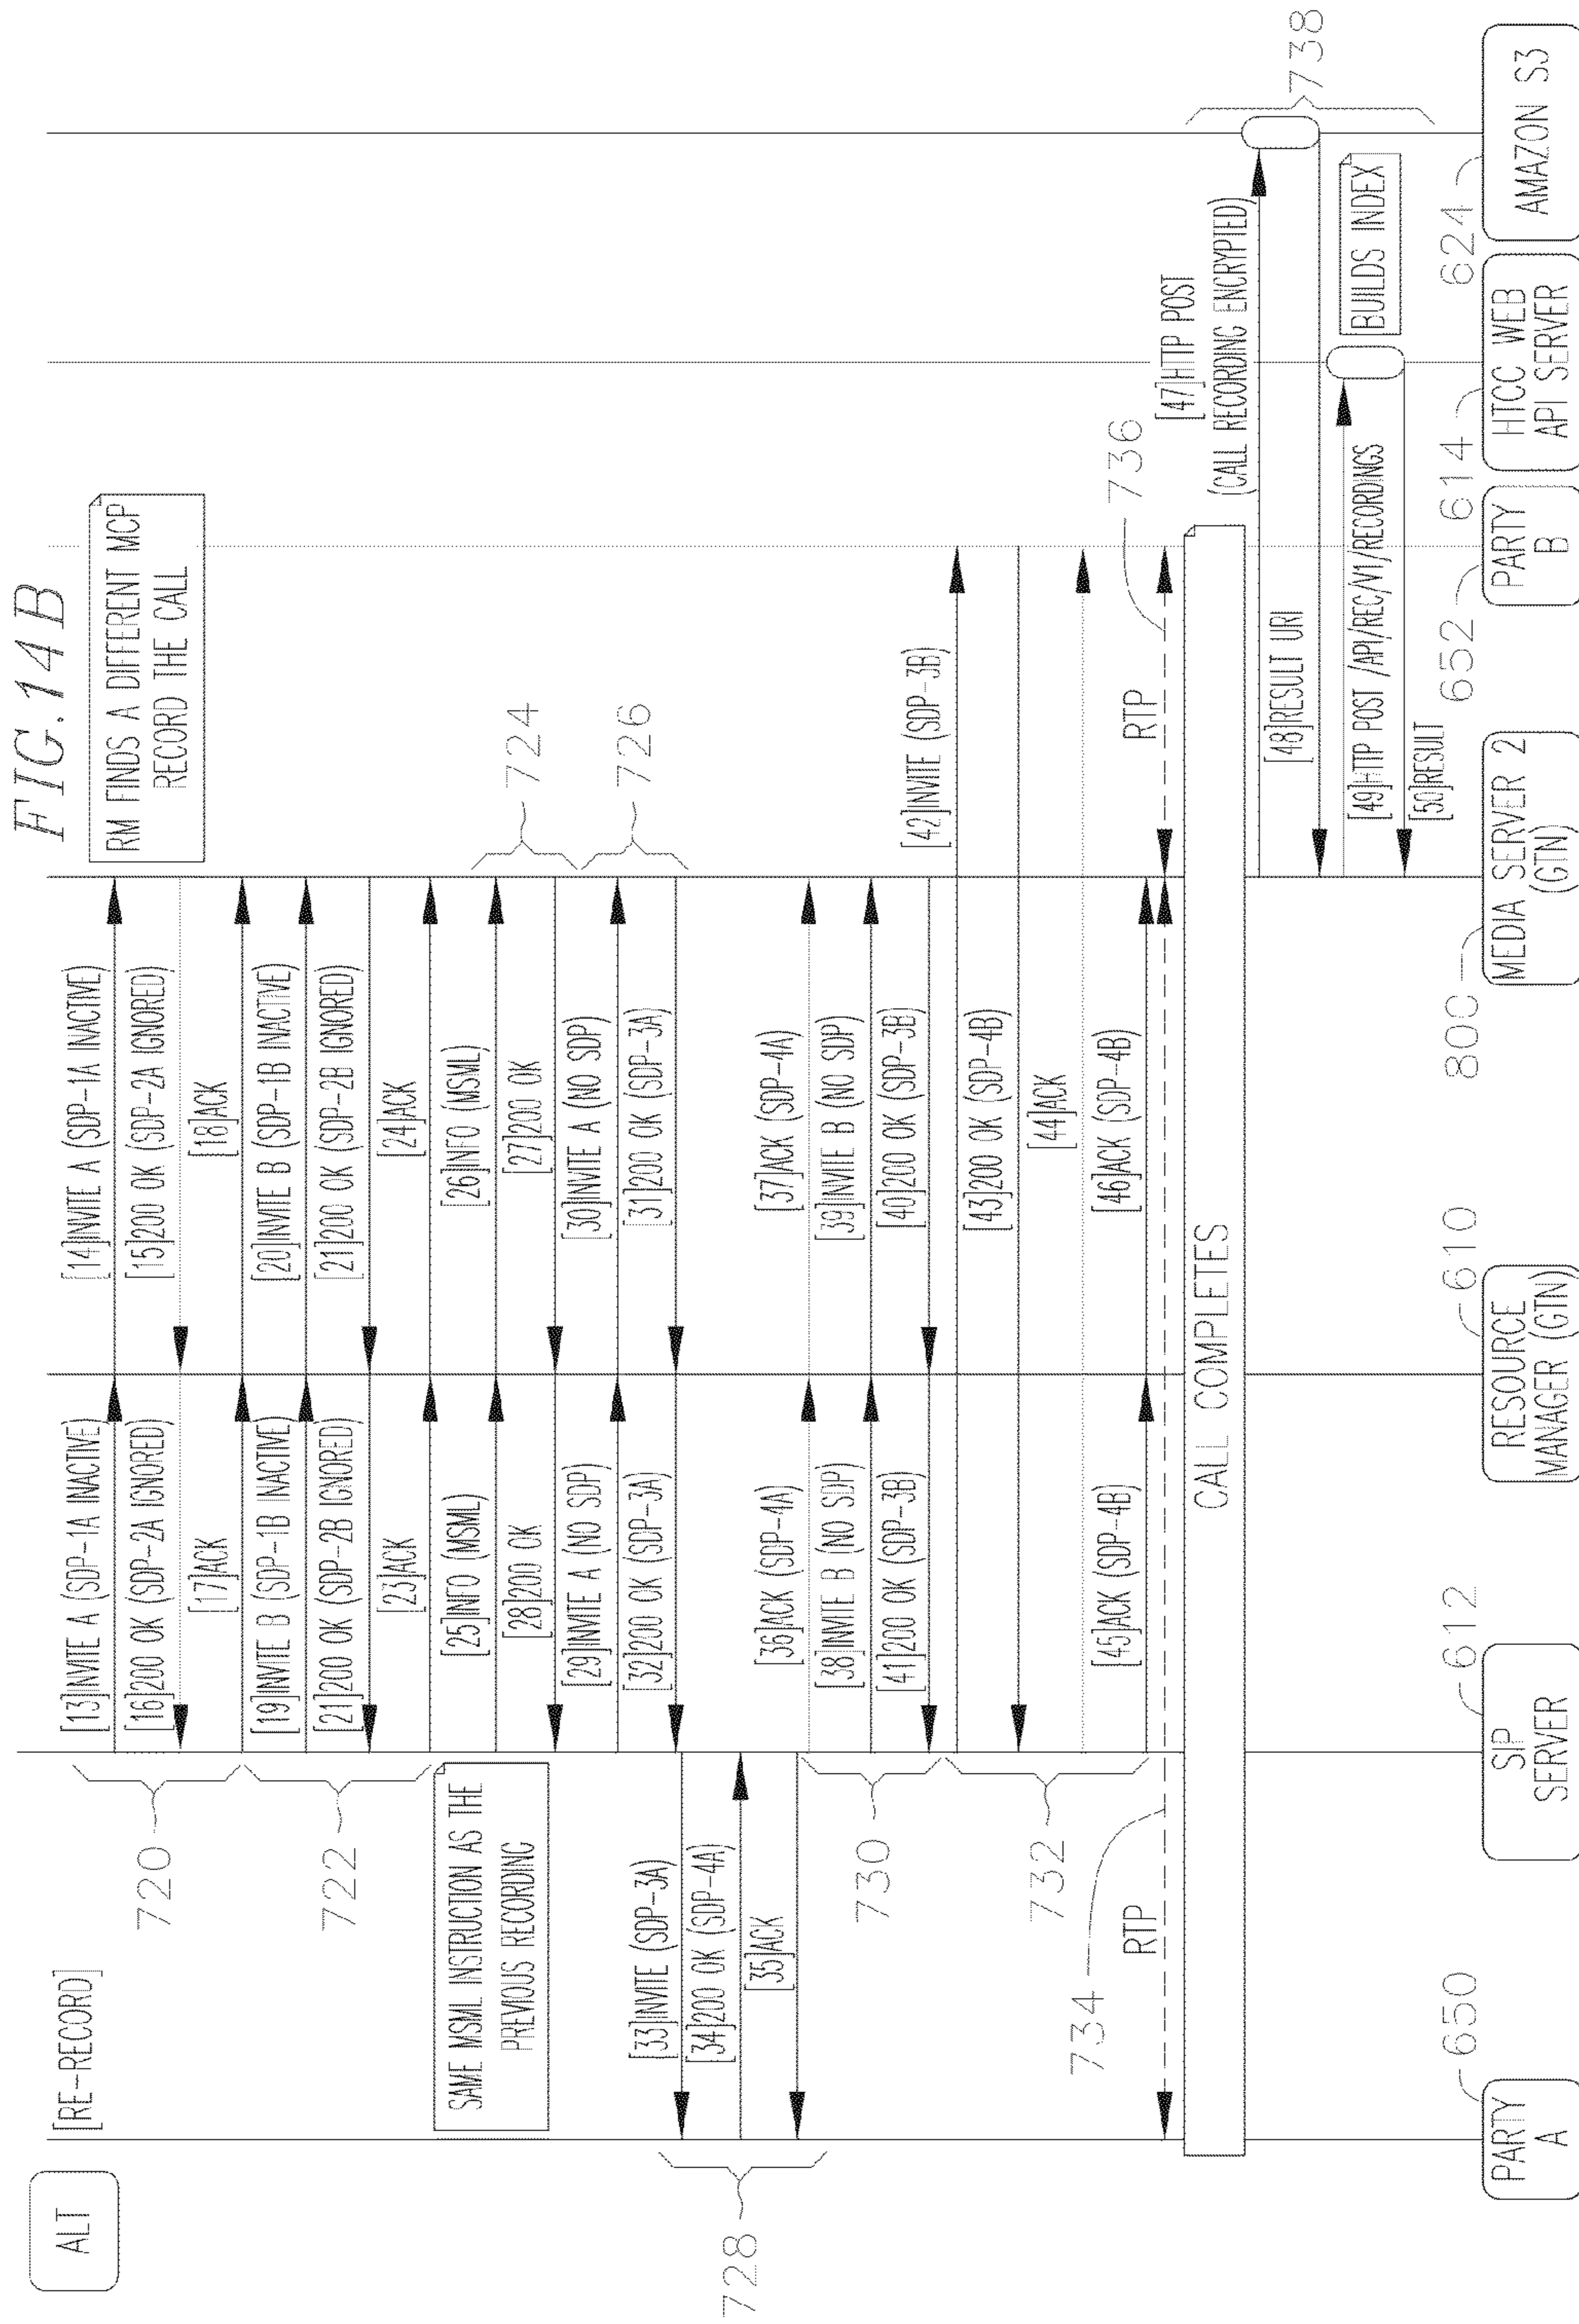 FIG. 14B
ALT
[RE-RECORD]
RM FINDS A DIFFERENT MCP
RECORD THE CALL
[13]INVITE A (SDP-1A INACTIVE)
[14]INVITE A (SDP-1A INACTIVE)
[16]200 OK (SDP-2A IGNORED)
[15]200 OK (SDP-2A IGNORED)
720
[17]ACK
[18]ACK
[19]INVITE B (SDP-1B INACTIVE)
[20]INVITE B (SDP-1B INACTIVE)
[21]200 OK (SDP-2B IGNORED)
[21]200 OK (SDP-2B IGNORED)
722
[23]ACK
[24]ACK
SAME MSML INSTRUCTION AS THE
PREVIOUS RECORDING
[25]INFO (MSML)
[26]INFO (MSML)
724
[28]200 OK
[27]200 OK
[29]INVITE A (NO SDP)
[30]INVITE A (NO SDP)
726
[32]200 OK (SDP-3A)
[31]200 OK (SDP-3A)
[33]INVITE (SDP-3A)
[34]200 OK (SDP-4A)
728
[35]ACK
[36]ACK (SDP-4A)
[37]ACK (SDP-4A)
[38]INVITE B (NO SDP)
[39]INVITE B (NO SDP)
730
[41]200 OK (SDP-3B)
[40]200 OK (SDP-3B)
[42]INVITE (SDP-3B)
[43]200 OK (SDP-4B)
732
[44]ACK
[45]ACK (SDP-4B)
[46]ACK (SDP-4B)
734
RTP
RTP
736
CALL COMPLETES
[47]HTTP POST
(CALL RECORDING ENCRYPTED)
[48]RESULT URI
738
[49]HTTP POST /API/REC/V1/RECORDINGS
BUILDS INDEX
[50]RESULT
650
612
610
800
652
614
624
PARTY
A
SIP
SERVER
RESOURCE
MANAGER (GTN)
MEDIA SERVER 2
(GTN)
PARTY
B
HTCC WEB
API SERVER
AMAZON S3